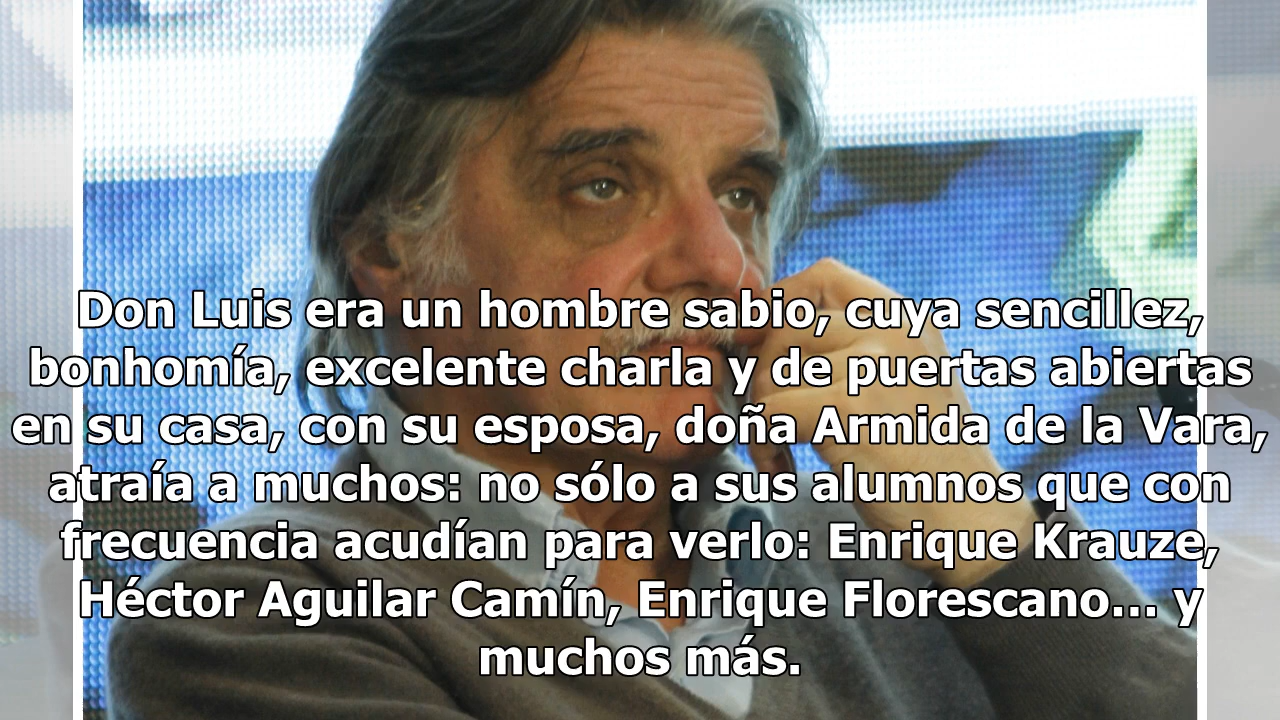 Don Luis era un hombre sabio, cuya sencillez,
bonhomía, excelente charla y de puertas abiertas
en su casa, con su esposa, doña Armida de la Vara,
atraía a muchos: no sólo a sus alumnos que con
frecuencia acudían para verlo: Enrique Krauze,
Héctor Aguilar Camín, Enrique Florescano... y
muchos más.